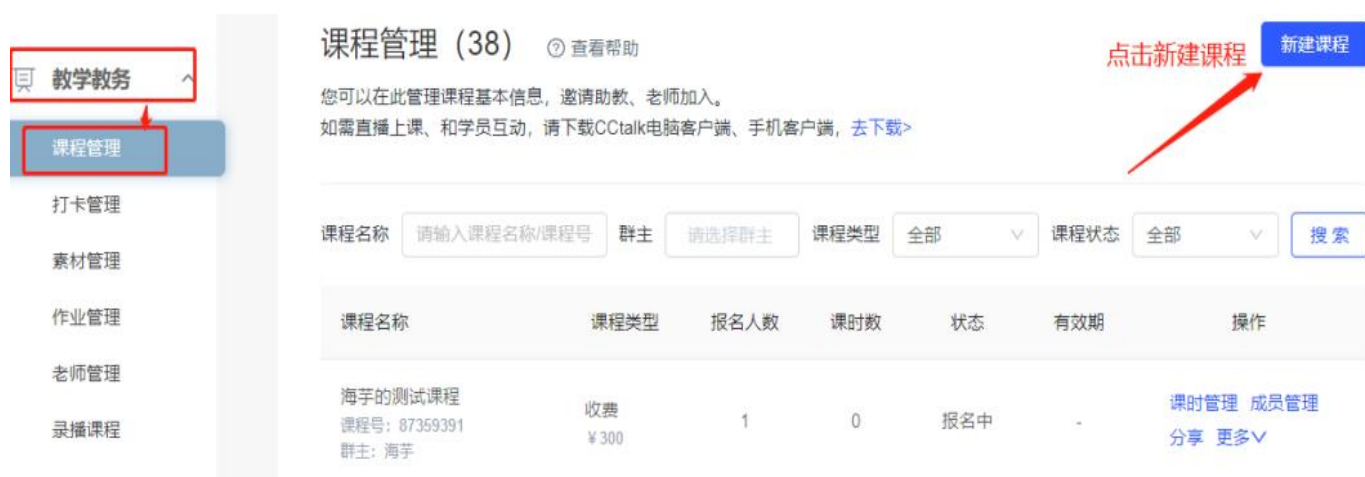 教学教务
课程管理
打卡管理
素材管理
作业管理
老师管理
录播课程
课程管理（38） ? 查看帮助
点击新建课程
新建课程
您可以在此管理课程基本信息，邀请助教、老师加入。
如需直播上课、和学员互动，请下载CCtalk电脑客户端、手机客户端，去下载>
课程名称 请输入课程名称/课程号 群主 请选择群主 课程类型 全部 课程状态 全部 搜索
课程名称 课程类型 报名人数 课时数 状态 有效期 操作
海芋的测试课程
课程号：87359391
群主：海芋
收费
¥300
1 0 报名中 -
课时管理 成员管理
分享 更多